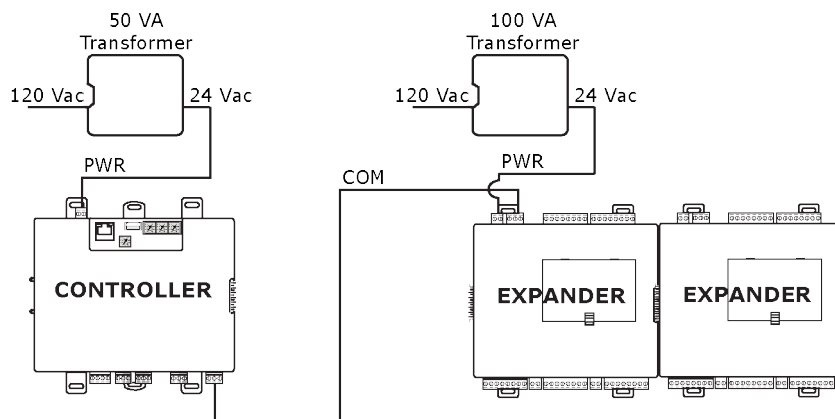 50 VA
Transformer
100 VA
Transformer
120 Vac
24 Vac
120 Vac
24 Vac
PWR
PWR
COM
CONTROLLER
EXPANDER
EXPANDER